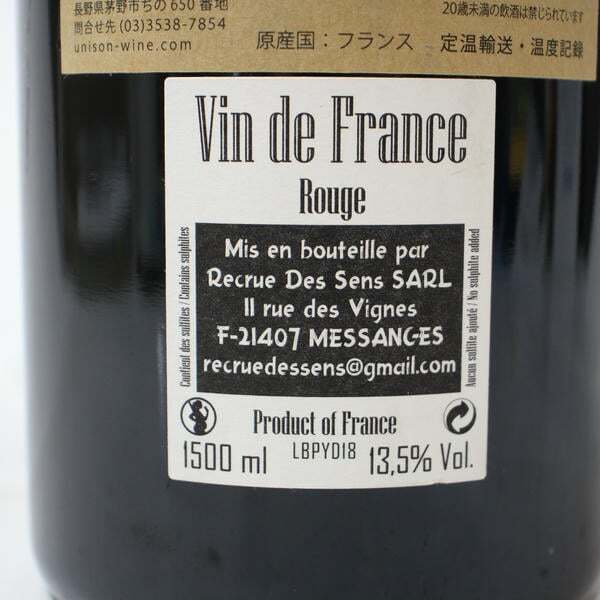 長野県茅野市ちの650番地
問合せ先 (03)3538-7854
unison-wine.com
20歳未満の飲酒は禁じられています
原産国：フランス 定温輸送・温度記録
Vin de France
Rouge
Mis en bouteille par
Recrue Des Sens SARL
11 rue des Vignes
F-21407 MESSANGES
recruedessens@gmail.com
Contient des sulfites / Contains sulphites
Aucun sulfite ajouté / No sulphite added
Product of France
1500 ml LBPYD18 13,5% Vol.